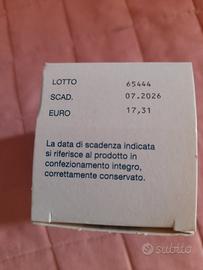 LOTTO 65444
SCAD. 07.2026
EURO 17,31
La data di scadenza indicata
si riferisce al prodotto in
confezionamento integro,
correttamente conservato.
subito